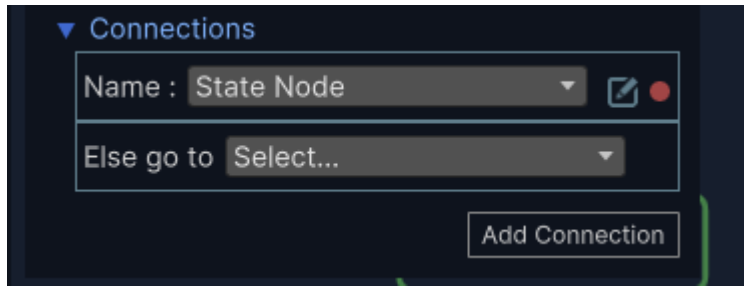 Connections
Name : State Node
Else go to Select...
Add Connection